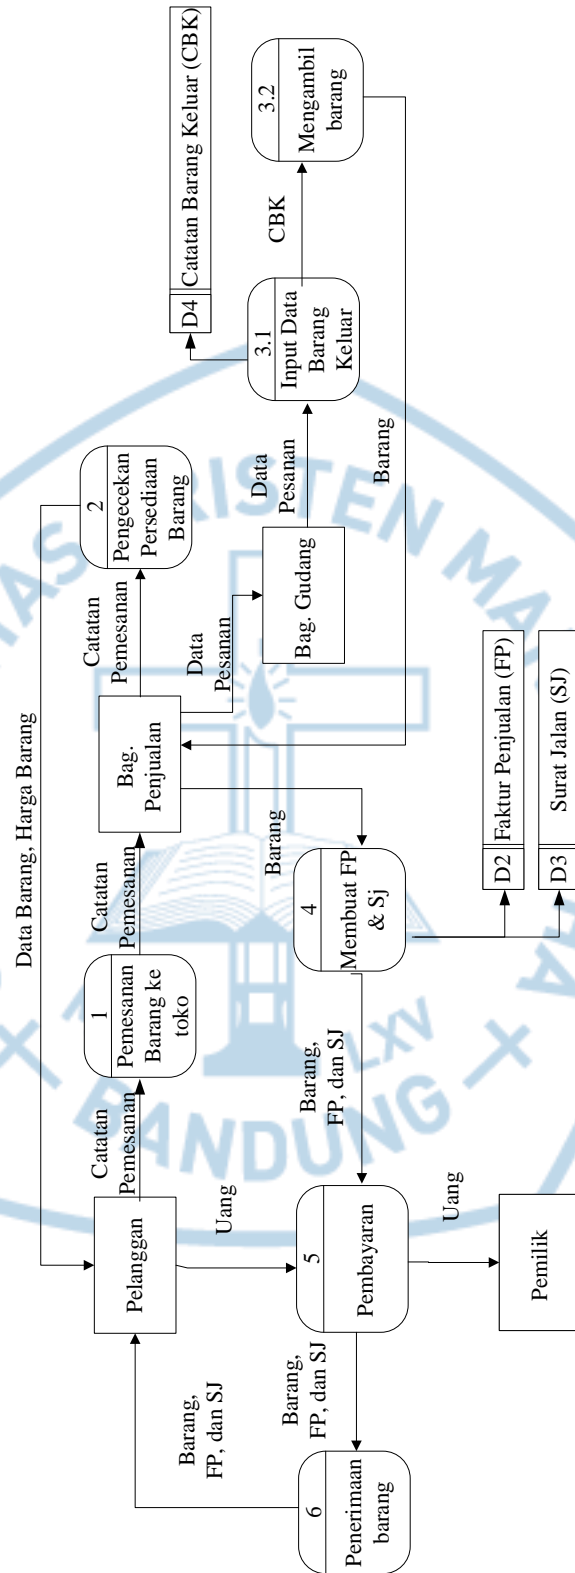 Data Barang, Harga Barang
Pelanggan
Catatan
Pemesanan
1
Pemesanan
Barang ke
toko
Catatan
Pemesanan
Bag.
Penjualan
Catatan
Pemesanan
2
Pengecekan
Persediaan
Barang
D4
Catatan Barang Keluar (CBK)
Data
Pesanan
Bag. Gudang
Data
Pesanan
3.1
Input Data
Barang
Keluar
CBK
3.2
Mengambil
barang
Barang
Barang
4
Membuat FP
& Sj
D2
Faktur Penjualan (FP)
D3
Surat Jalan (SJ)
Barang,
FP, dan SJ
Uang
5
Pembayaran
Uang
Pemilik
Barang,
FP, dan SJ
6
Penerimaan
barang
Barang,
FP, dan SJ
LXV
BANDUNG